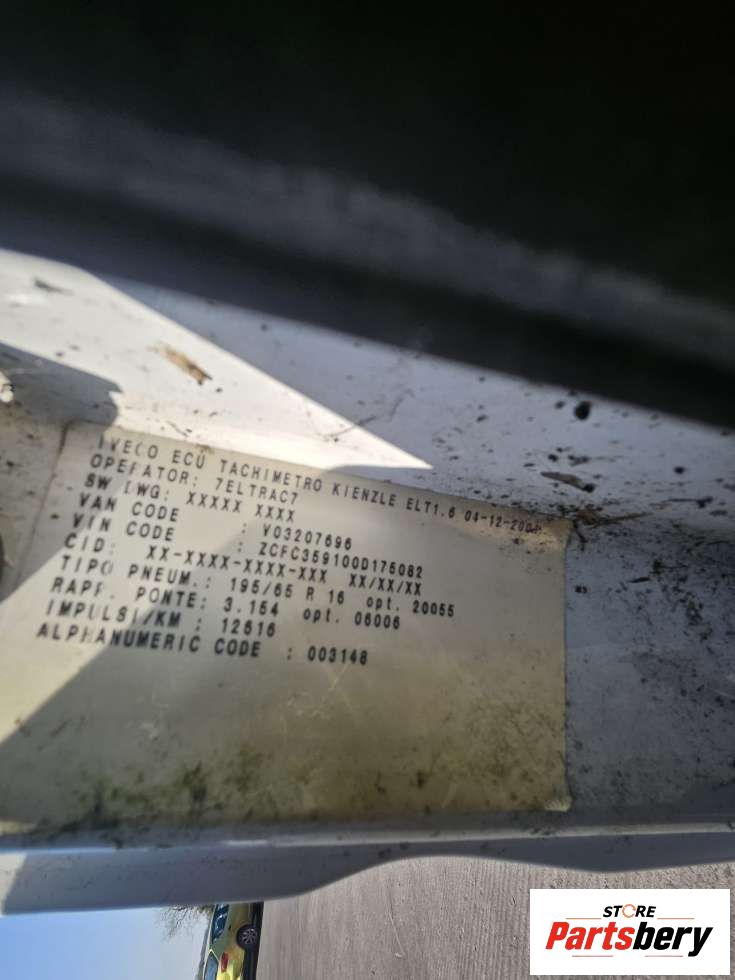 IVECO ECU TACHIMETRO KIENZLE ELT1.6 04-12-200
OPERATOR: 7ELTRAC7
SW DWG: XXXXX XXXX
VAN CODE : V03207696
VIN CODE : ZCFC359100D175082
CID: XX-XXXX-XXXX-XXX XX/XX/XX
TIPO PNEUM.: 195/65 R 16 opt. 20055
RAPP. PONTE: 3.154 opt. 06006
IMPULSI/KM : 12616
ALPHANUMERIC CODE : 003148
STORE
Partsbery